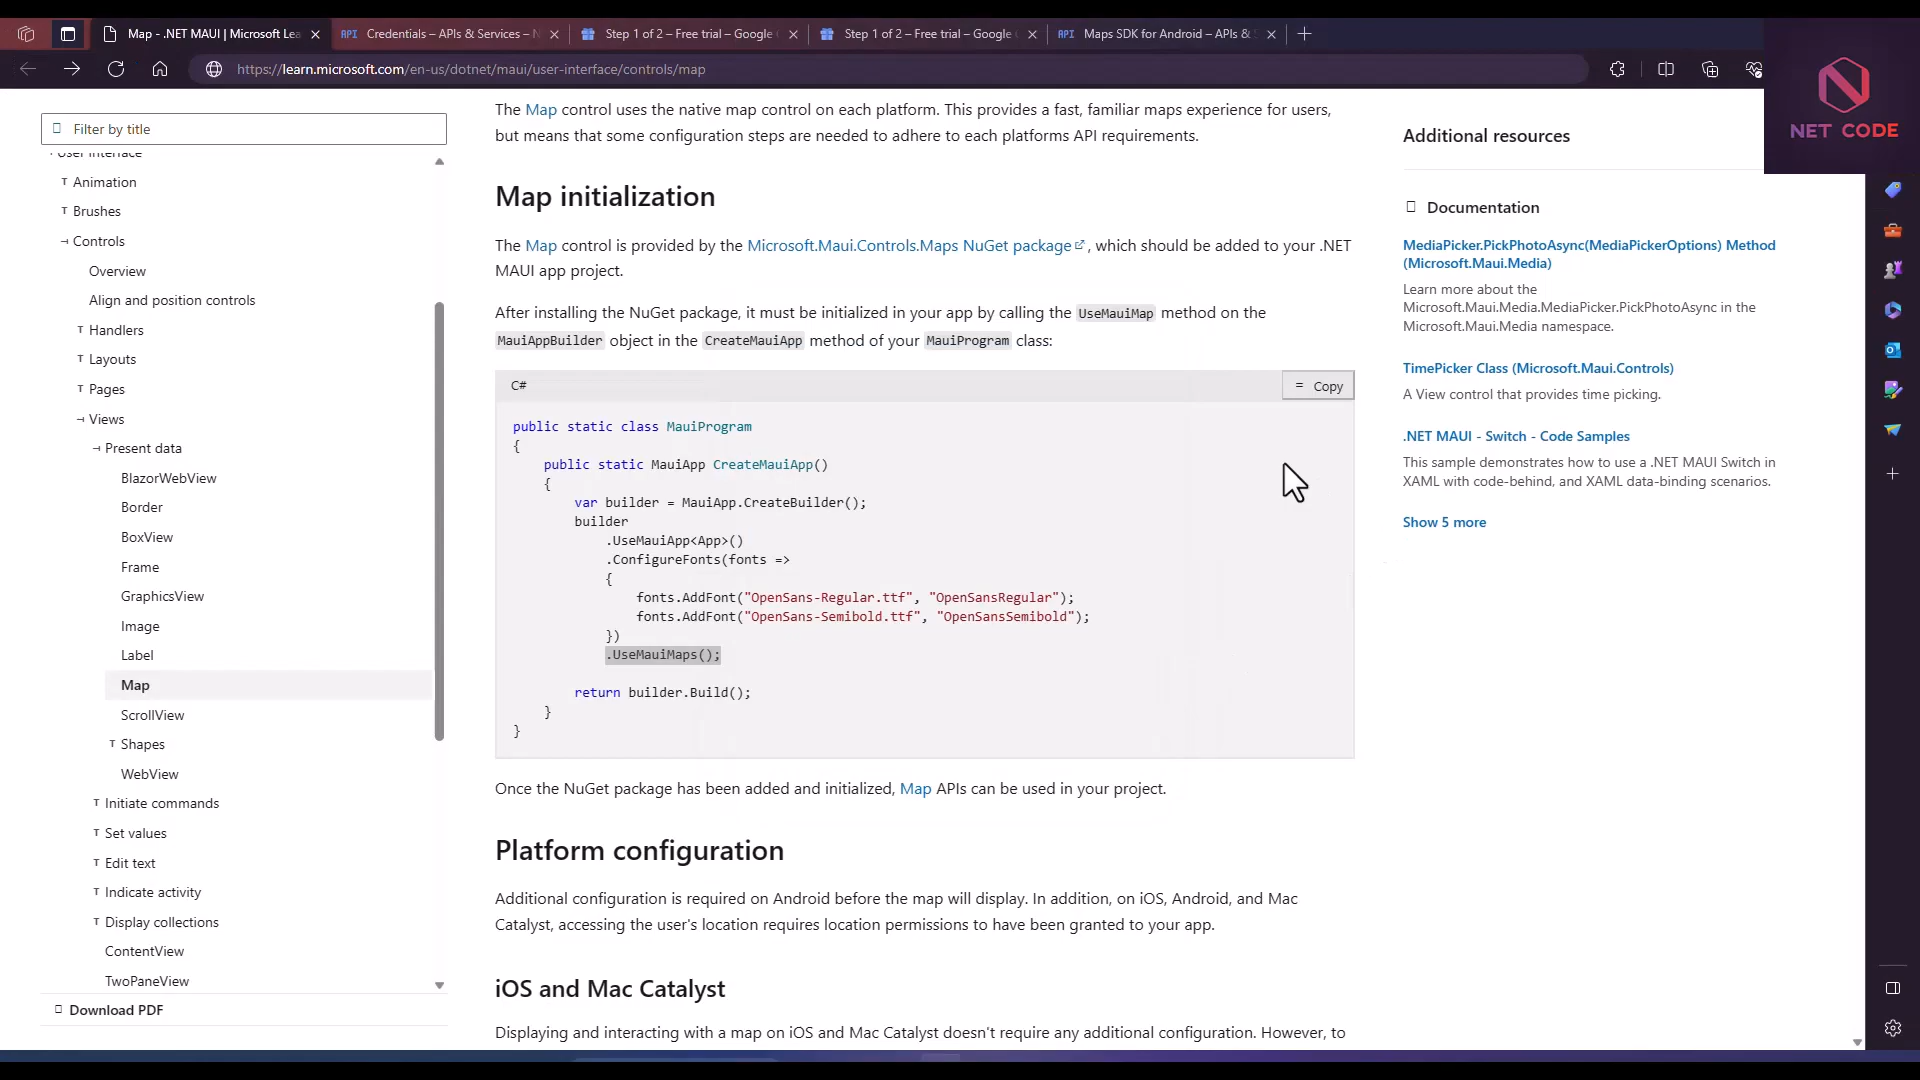 Map - .NET MAUI | Microsoft Lea
API Credentials – APIs & Services – N
Step 1 of 2 – Free trial – Google
Step 1 of 2 – Free trial – Google
API Maps SDK for Android – APIs &
https://learn.microsoft.com/en-us/dotnet/maui/user-interface/controls/map
NET CODE
Filter by title
User interface
Animation
Brushes
Controls
Overview
Align and position controls
Handlers
Layouts
Pages
Views
Present data
BlazorWebView
Border
BoxView
Frame
GraphicsView
Image
Label
Map
ScrollView
Shapes
WebView
Initiate commands
Set values
Edit text
Indicate activity
Display collections
ContentView
TwoPaneView
Download PDF
The Map control uses the native map control on each platform. This provides a fast, familiar maps experience for users,
but means that some configuration steps are needed to adhere to each platforms API requirements.
Map initialization
The Map control is provided by the Microsoft.Maui.Controls.Maps NuGet package, which should be added to your .NET
MAUI app project.
After installing the NuGet package, it must be initialized in your app by calling the UseMauiMap method on the
MauiAppBuilder object in the CreateMauiApp method of your MauiProgram class:
C#
Copy
public static class MauiProgram
{
public static MauiApp CreateMauiApp()
{
var builder = MauiApp.CreateBuilder();
builder
.UseMauiApp<App>()
.ConfigureFonts(fonts =>
{
fonts.AddFont("OpenSans-Regular.ttf", "OpenSansRegular");
fonts.AddFont("OpenSans-Semibold.ttf", "OpenSansSemibold");
})
.UseMauiMaps();
return builder.Build();
}
}
Once the NuGet package has been added and initialized, Map APIs can be used in your project.
Platform configuration
Additional configuration is required on Android before the map will display. In addition, on iOS, Android, and Mac
Catalyst, accessing the user's location requires location permissions to have been granted to your app.
iOS and Mac Catalyst
Displaying and interacting with a map on iOS and Mac Catalyst doesn't require any additional configuration. However, to
Additional resources
Documentation
MediaPicker.PickPhotoAsync(MediaPickerOptions) Method
(Microsoft.Maui.Media)
Learn more about the
Microsoft.Maui.Media.MediaPicker.PickPhotoAsync in the
Microsoft.Maui.Media namespace.
TimePicker Class (Microsoft.Maui.Controls)
A View control that provides time picking.
.NET MAUI - Switch - Code Samples
This sample demonstrates how to use a .NET MAUI Switch in
XAML with code-behind, and XAML data-binding scenarios.
Show 5 more